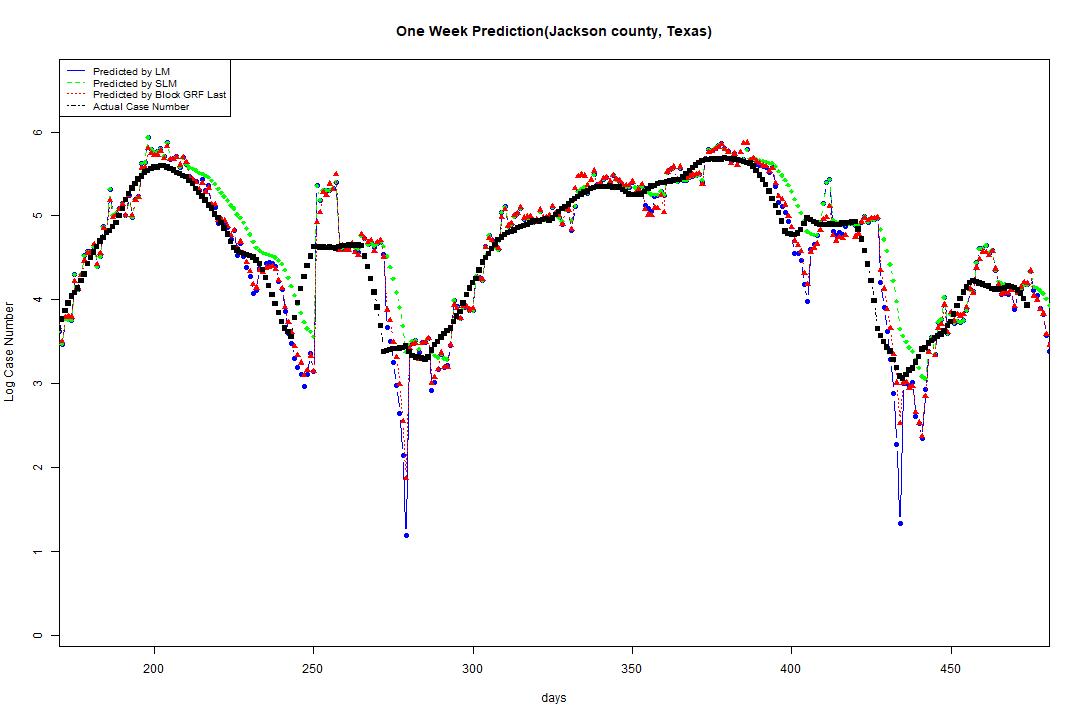 One Week Prediction(Jackson county, Texas)
Predicted by LM
Predicted by SLM
Predicted by Block GRF Last
Actual Case Number
6
5
4
3
2
1
0
Log Case Number
200 250 300 350 400 450
days